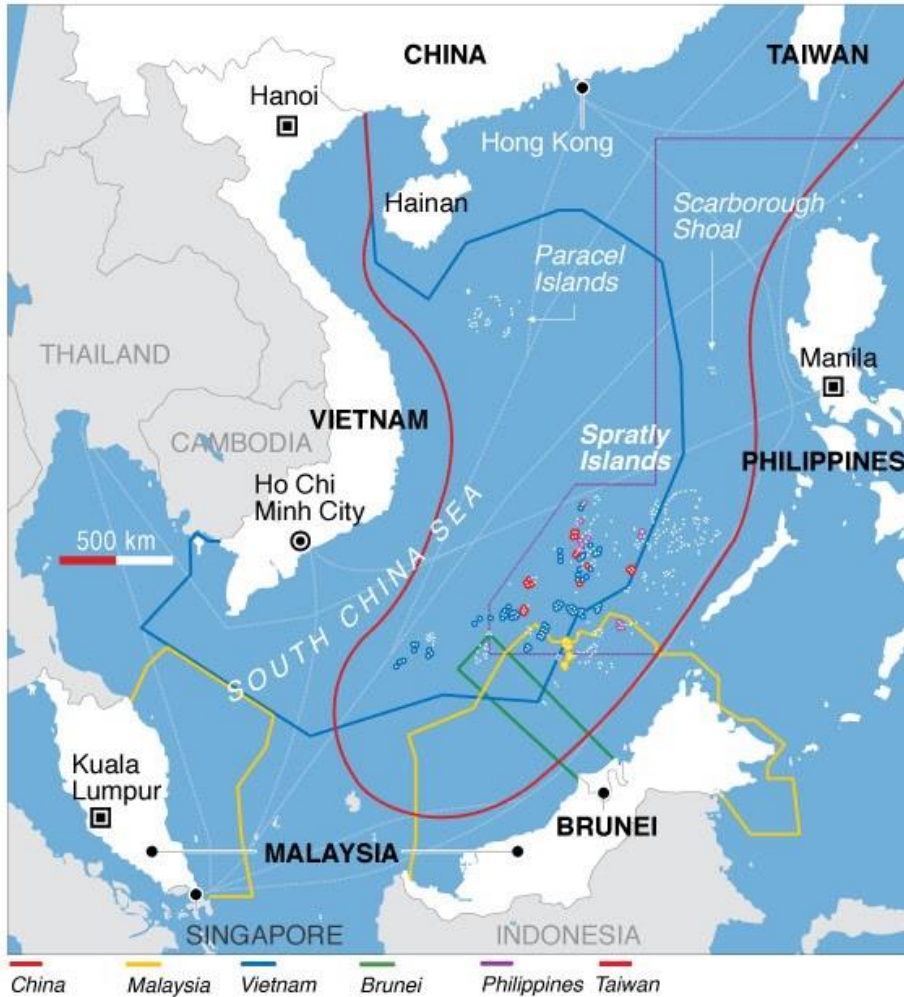 CHINA
TAIWAN
Hanoi
Hong Kong
Hainan
Scarborough
Shoal
Paracel
Islands
THAILAND
Manila
VIETNAM
CAMBODIA
Spratly
Islands
PHILIPPINES
Ho Chi
Minh City
500 km
SOUTH CHINA SEA
Kuala
Lumpur
BRUNEI
MALAYSIA
SINGAPORE
INDONESIA
China
Malaysia
Vietnam
Brunei
Philippines
Taiwan